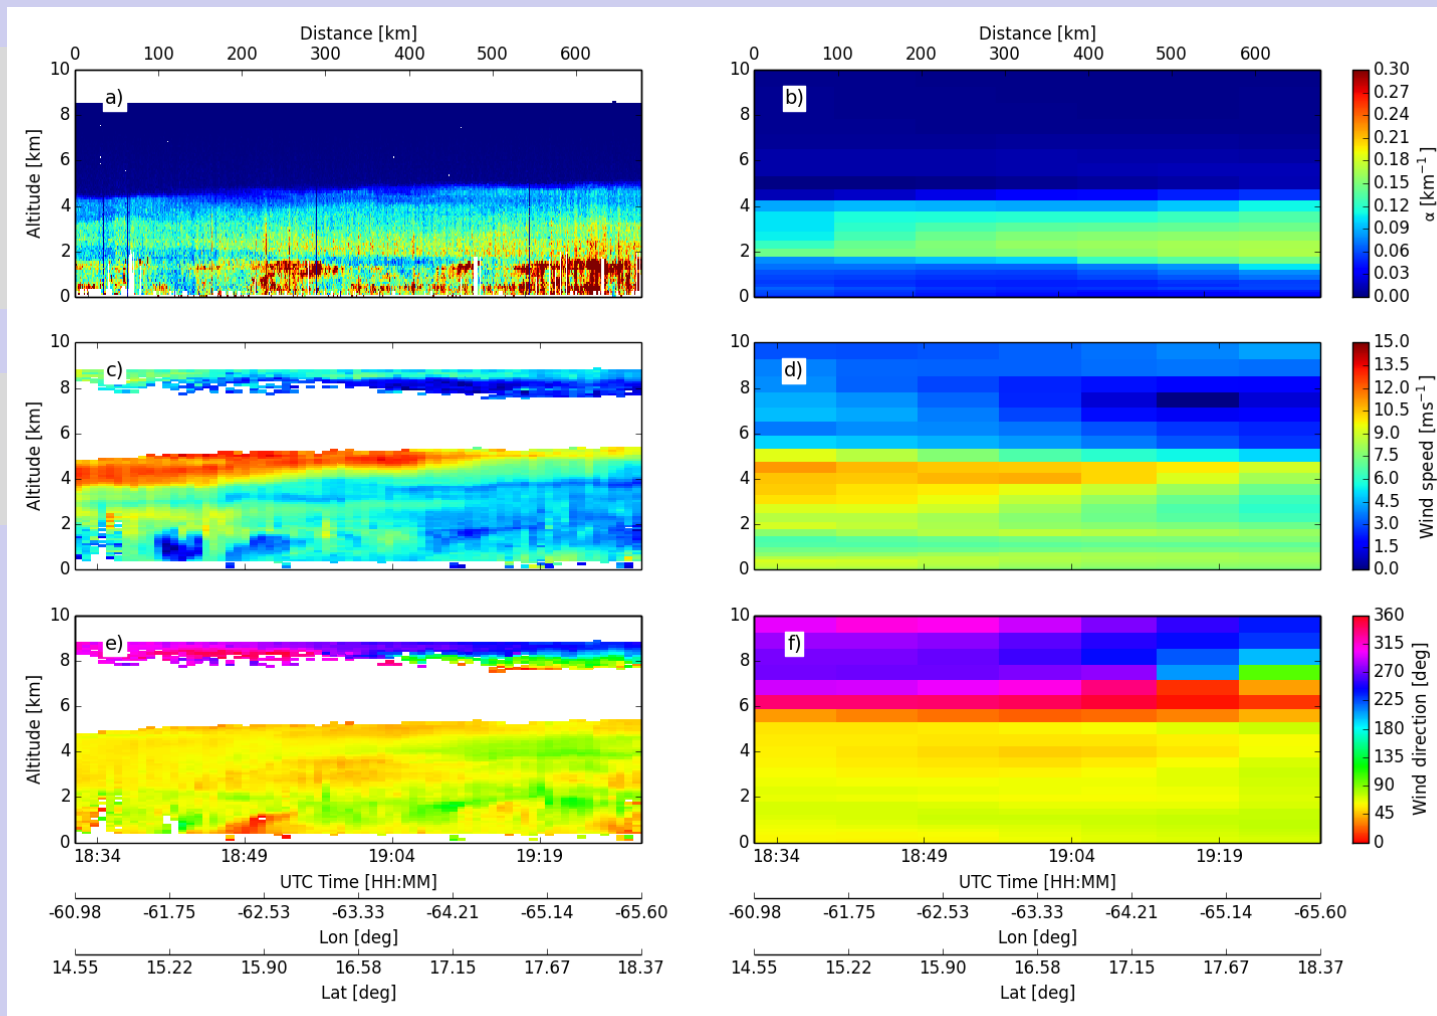 Distance [km]
0 100 200 300 400 500 600
10
8
6
4
2
0
Altitude [km]
a)
Distance [km]
0 100 200 300 400 500 600
10
8
6
4
2
0
b)
0.30
0.27
0.24
0.21
0.18
0.15
0.12
0.09
0.06
0.03
0.00
α [km⁻¹]
10
8
6
4
2
0
Altitude [km]
c)
10
8
6
4
2
0
d)
15.0
13.5
12.0
10.5
9.0
7.5
6.0
4.5
3.0
1.5
0.0
Wind speed [ms⁻¹]
10
8
6
4
2
0
Altitude [km]
e)
18:34 18:49 19:04 19:19
UTC Time [HH:MM]
-60.98 -61.75 -62.53 -63.33 -64.21 -65.14 -65.60
Lon [deg]
14.55 15.22 15.90 16.58 17.15 17.67 18.37
Lat [deg]
10
8
6
4
2
0
f)
360
315
270
225
180
135
90
45
0
Wind direction [deg]
18:34 18:49 19:04 19:19
UTC Time [HH:MM]
-60.98 -61.75 -62.53 -63.33 -64.21 -65.14 -65.60
Lon [deg]
14.55 15.22 15.90 16.58 17.15 17.67 18.37
Lat [deg]